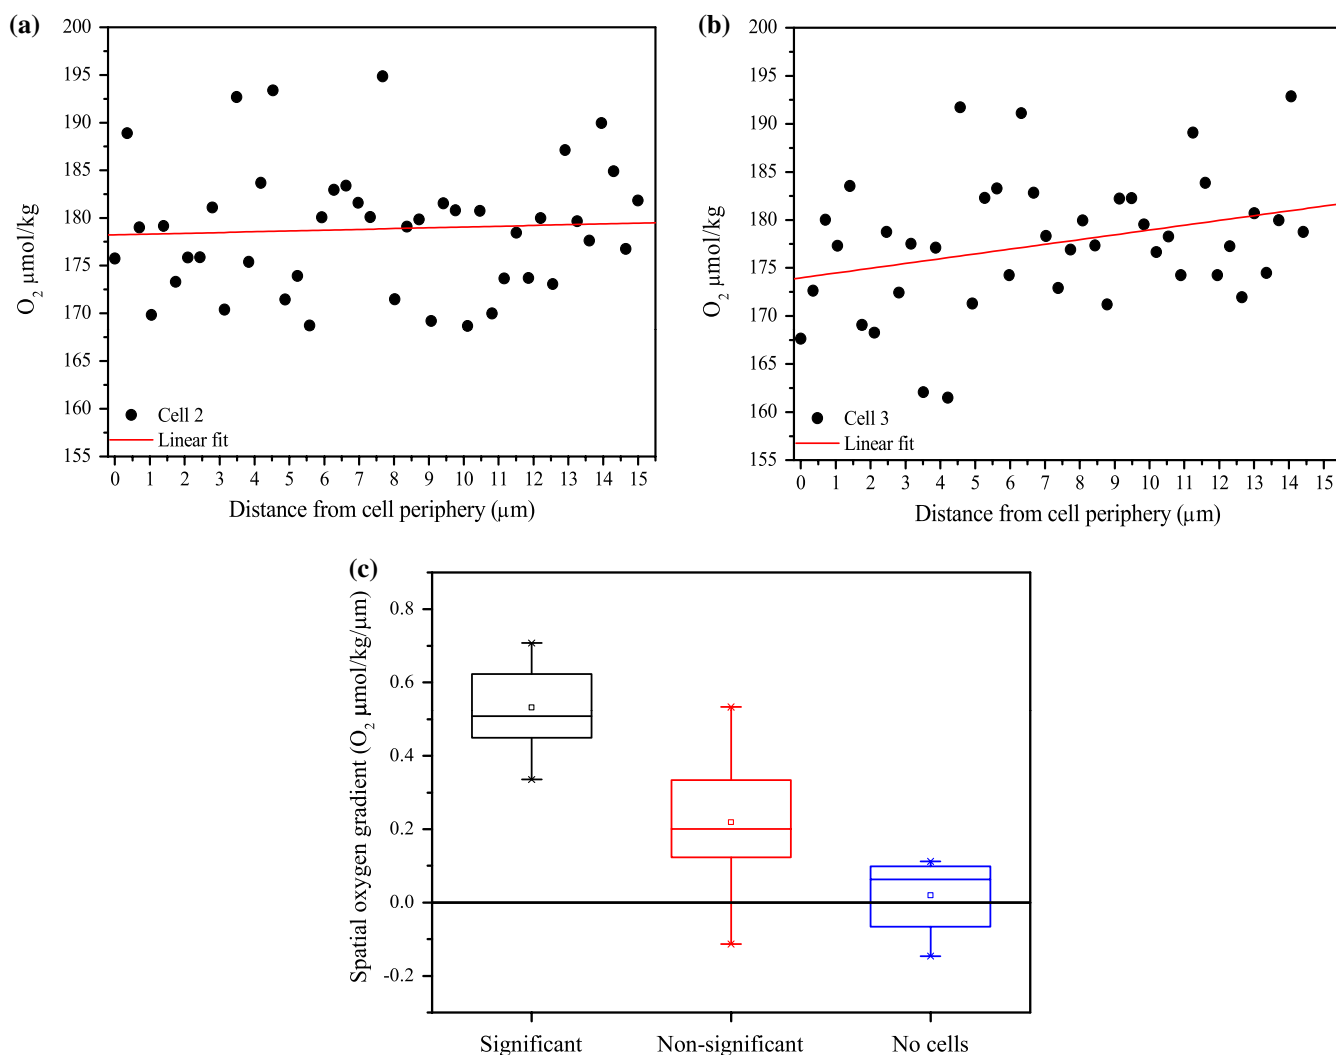 (a)
200
195
190
185
180
175
170
165
160
155
O₂ μmol/kg
Cell 2
Linear fit
0 1 2 3 4 5 6 7 8 9 10 11 12 13 14 15
Distance from cell periphery (μm)
(b)
200
195
190
185
180
175
170
165
160
155
O₂ μmol/kg
Cell 3
Linear fit
0 1 2 3 4 5 6 7 8 9 10 11 12 13 14 15
Distance from cell periphery (μm)
(c)
0.8
0.6
0.4
0.2
0.0
-0.2
Spatial oxygen gradient (O₂ μmol/kg/μm)
Significant Non-significant No cells